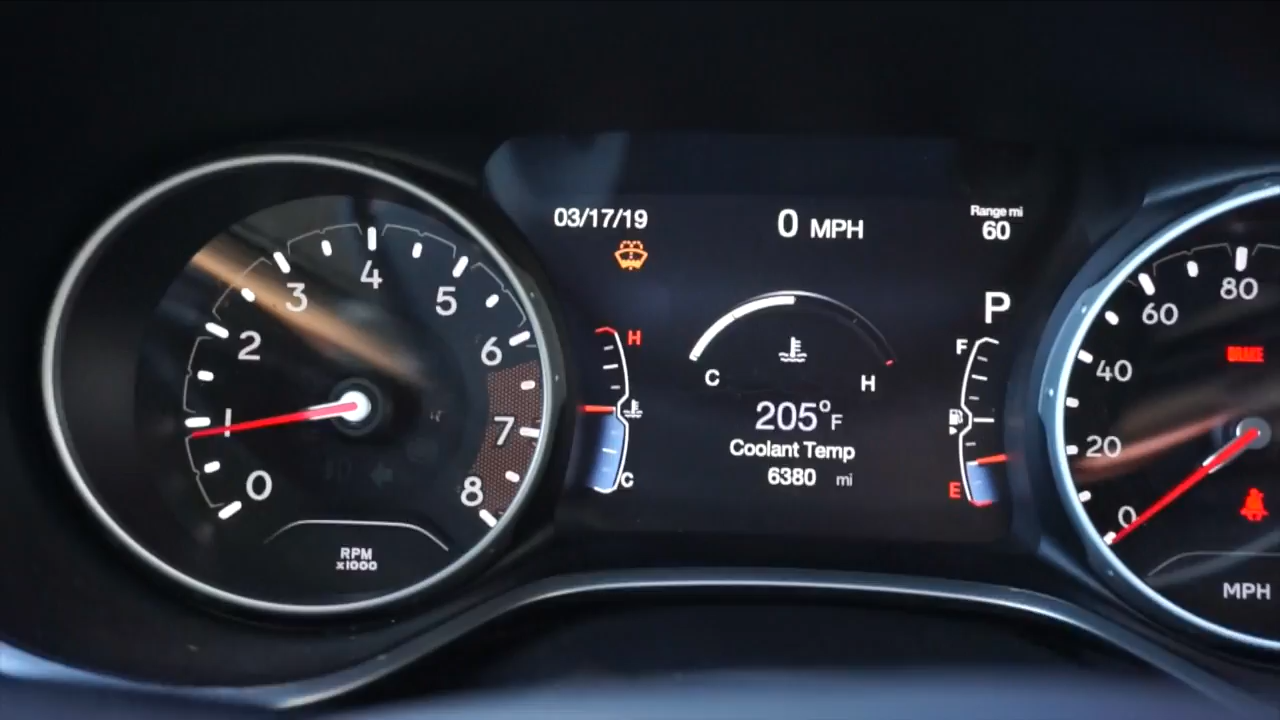 03/17/19
0 MPH
Range mi
60
P
0
1
2
3
4
5
6
7
8
RPM
x1000
H
C
C
H
205°F
Coolant Temp
6380 mi
F
E
0
20
40
60
80
BRAKE
MPH